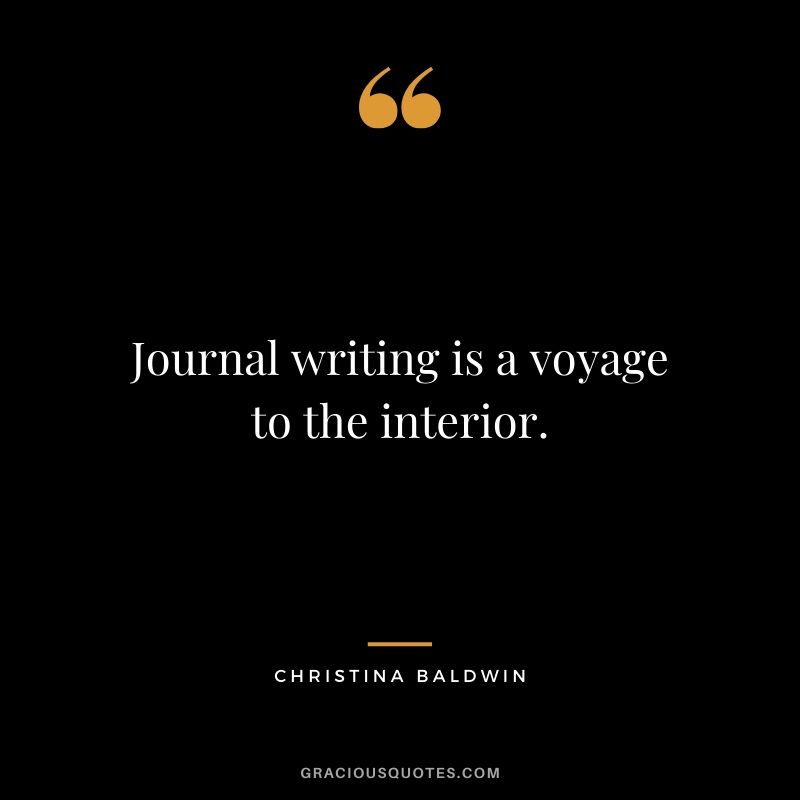 “
Journal writing is a voyage
to the interior.
CHRISTINA BALDWIN
GRACIOUSQUOTES.COM